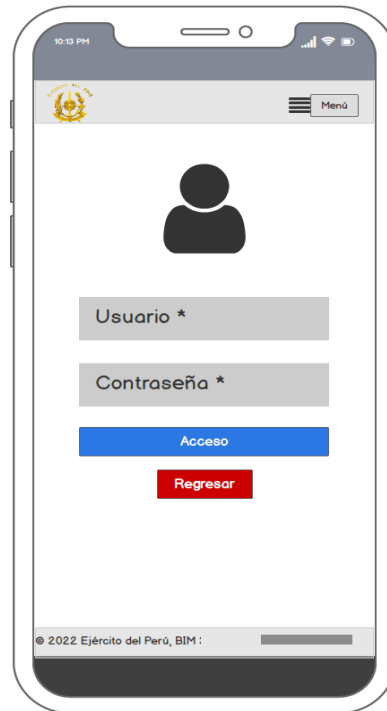 10:13 PM
Menú
Usuario *
Contraseña *
Acceso
Regresar
© 2022 Ejército del Perú, BIM :